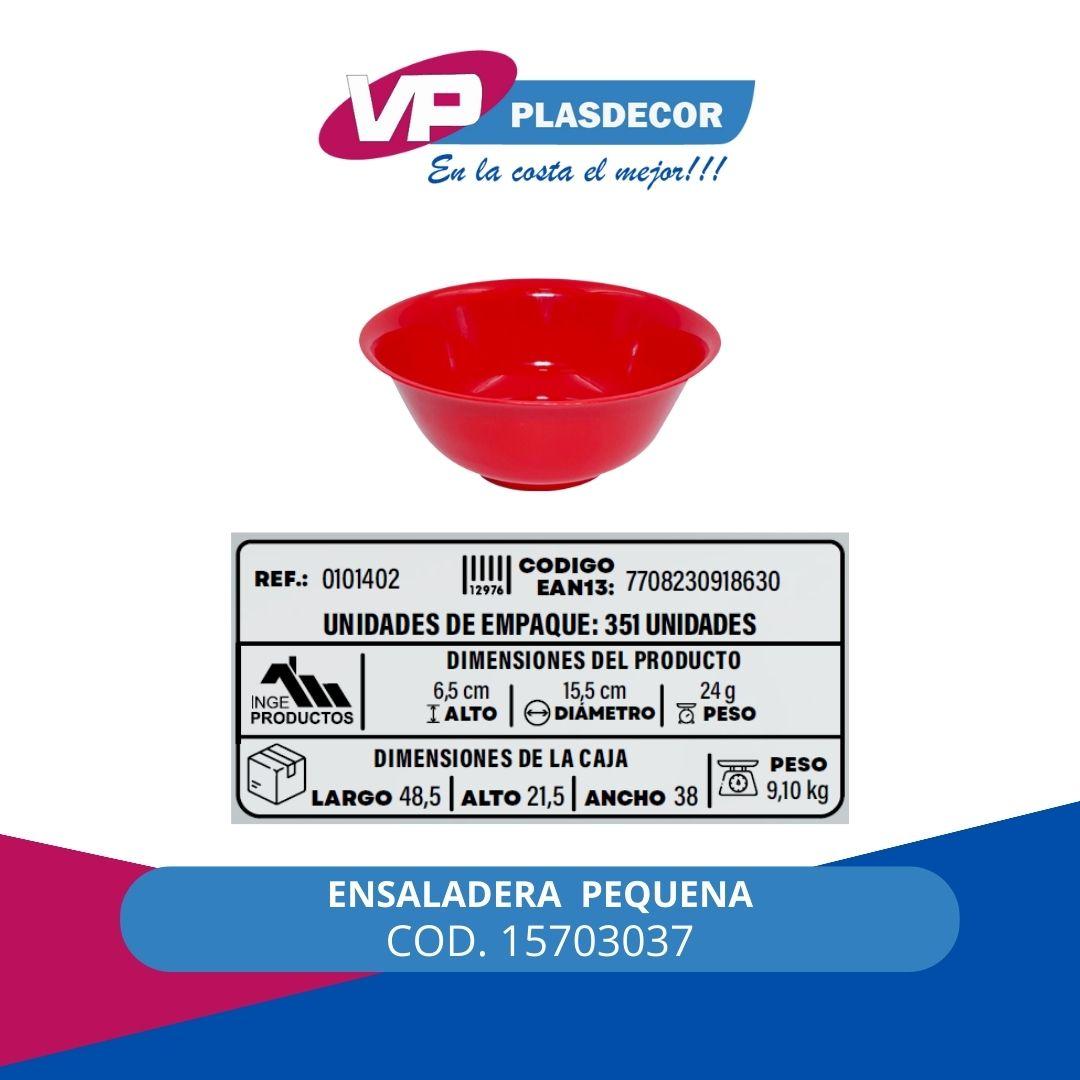 VP PLASDECOR
En la costa el mejor!!!
REF.: 0101402
12976
CODIGO
EAN13: 7708230918630
UNIDADES DE EMPAQUE: 351 UNIDADES
INGE
PRODUCTOS
DIMENSIONES DEL PRODUCTO
6,5 cm 15,5 cm 24 g
ALTO DIÁMETRO PESO
DIMENSIONES DE LA CAJA
LARGO 48,5 ALTO 21,5 ANCHO 38
PESO
9,10 kg
ENSALADERA PEQUENA
COD. 15703037